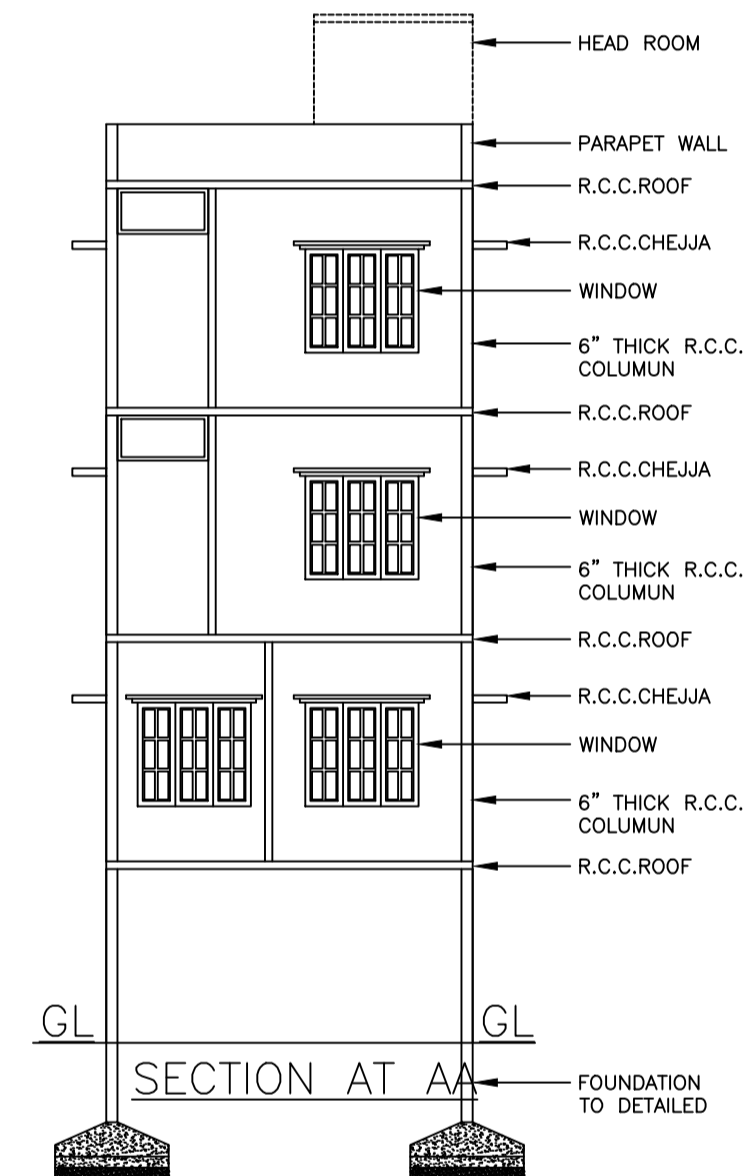 HEAD ROOM
PARAPET WALL
R.C.C.ROOF
R.C.C.CHEJJA
WINDOW
6" THICK R.C.C.
COLUMUN
R.C.C.ROOF
R.C.C.CHEJJA
WINDOW
6" THICK R.C.C.
COLUMUN
R.C.C.ROOF
R.C.C.CHEJJA
WINDOW
6" THICK R.C.C.
COLUMUN
R.C.C.ROOF
GL
GL
SECTION AT AA
FOUNDATION
TO DETAILED